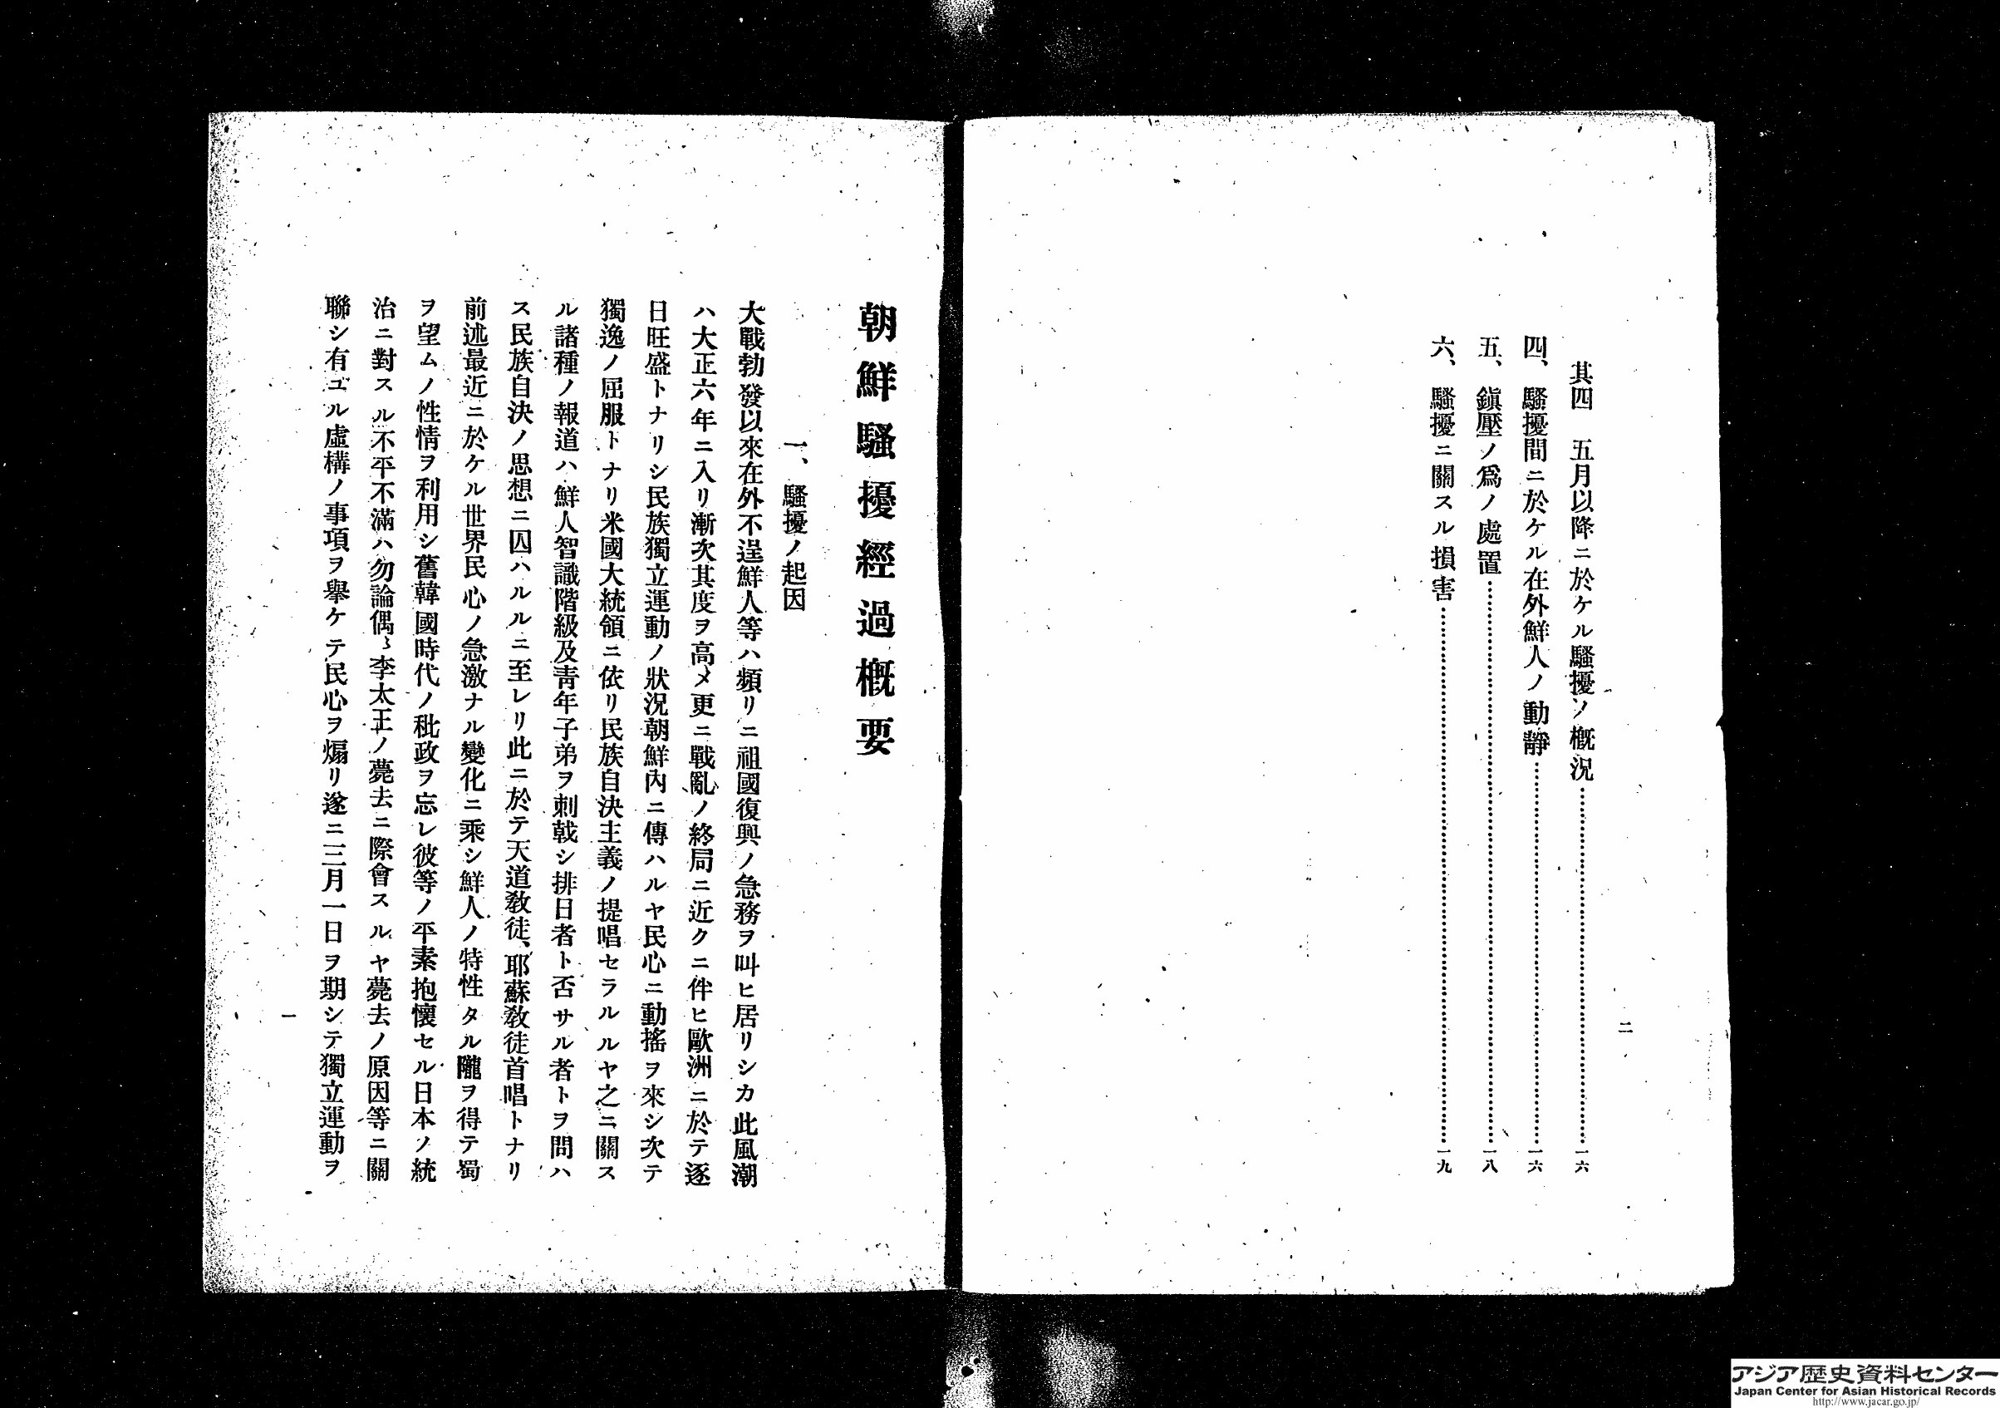 其四　五月以降ニ於ケル騷擾ノ槪況…………一六
四、騷擾間ニ於ケル在外鮮人ノ動靜…………一六
五、鎭壓ノ爲ノ處置…………一八
六、騷擾ニ關スル損害…………一九
二
朝鮮騷擾經過槪要
一、騷擾ノ起因
大戰勃發以來在外不逞鮮人等ハ頻リニ祖國復興ノ急務ヲ叫ヒ居リシカ此風潮
ハ大正六年ニ入リ漸次其度ヲ高メ更ニ戰亂ノ終局ニ近クニ伴ヒ歐洲ニ於テ逐
日旺盛トナリシ民族獨立運動ノ狀況朝鮮內ニ傳ハルヤ民心ニ動搖ヲ來シ次テ
獨逸ノ屈服トナリ米國大統領ニ依リ民族自決主義ノ提唱セラルルヤ之ニ關ス
ル諸種ノ報道ハ鮮人智識階級及靑年子弟ヲ刺戟シ排日者ト否サル者トヲ問ハ
ス民族自決ノ思想ニ囚ハルルニ至レリ此ニ於テ天道敎徒、耶蘇敎徒首唱トナリ
前述最近ニ於ケル世界民心ノ急激ナル變化ニ乘シ鮮人ノ特性タル隴ヲ得テ蜀
ヲ望ムノ性情ヲ利用シ舊韓國時代ノ秕政ヲ忘レ彼等ノ平素抱懷セル日本ノ統
治ニ對スル不平不滿ハ勿論偶〻李太王ノ薨去ニ際會スルヤ薨去ノ原因等ニ關
聯シ有ユル虛構ノ事項ヲ擧ケテ民心ヲ煽リ遂ニ三月一日ヲ期シテ獨立運動ヲ
一
アジア歴史資料センター
Japan Center for Asian Historical Records
http://www.jacar.go.jp/